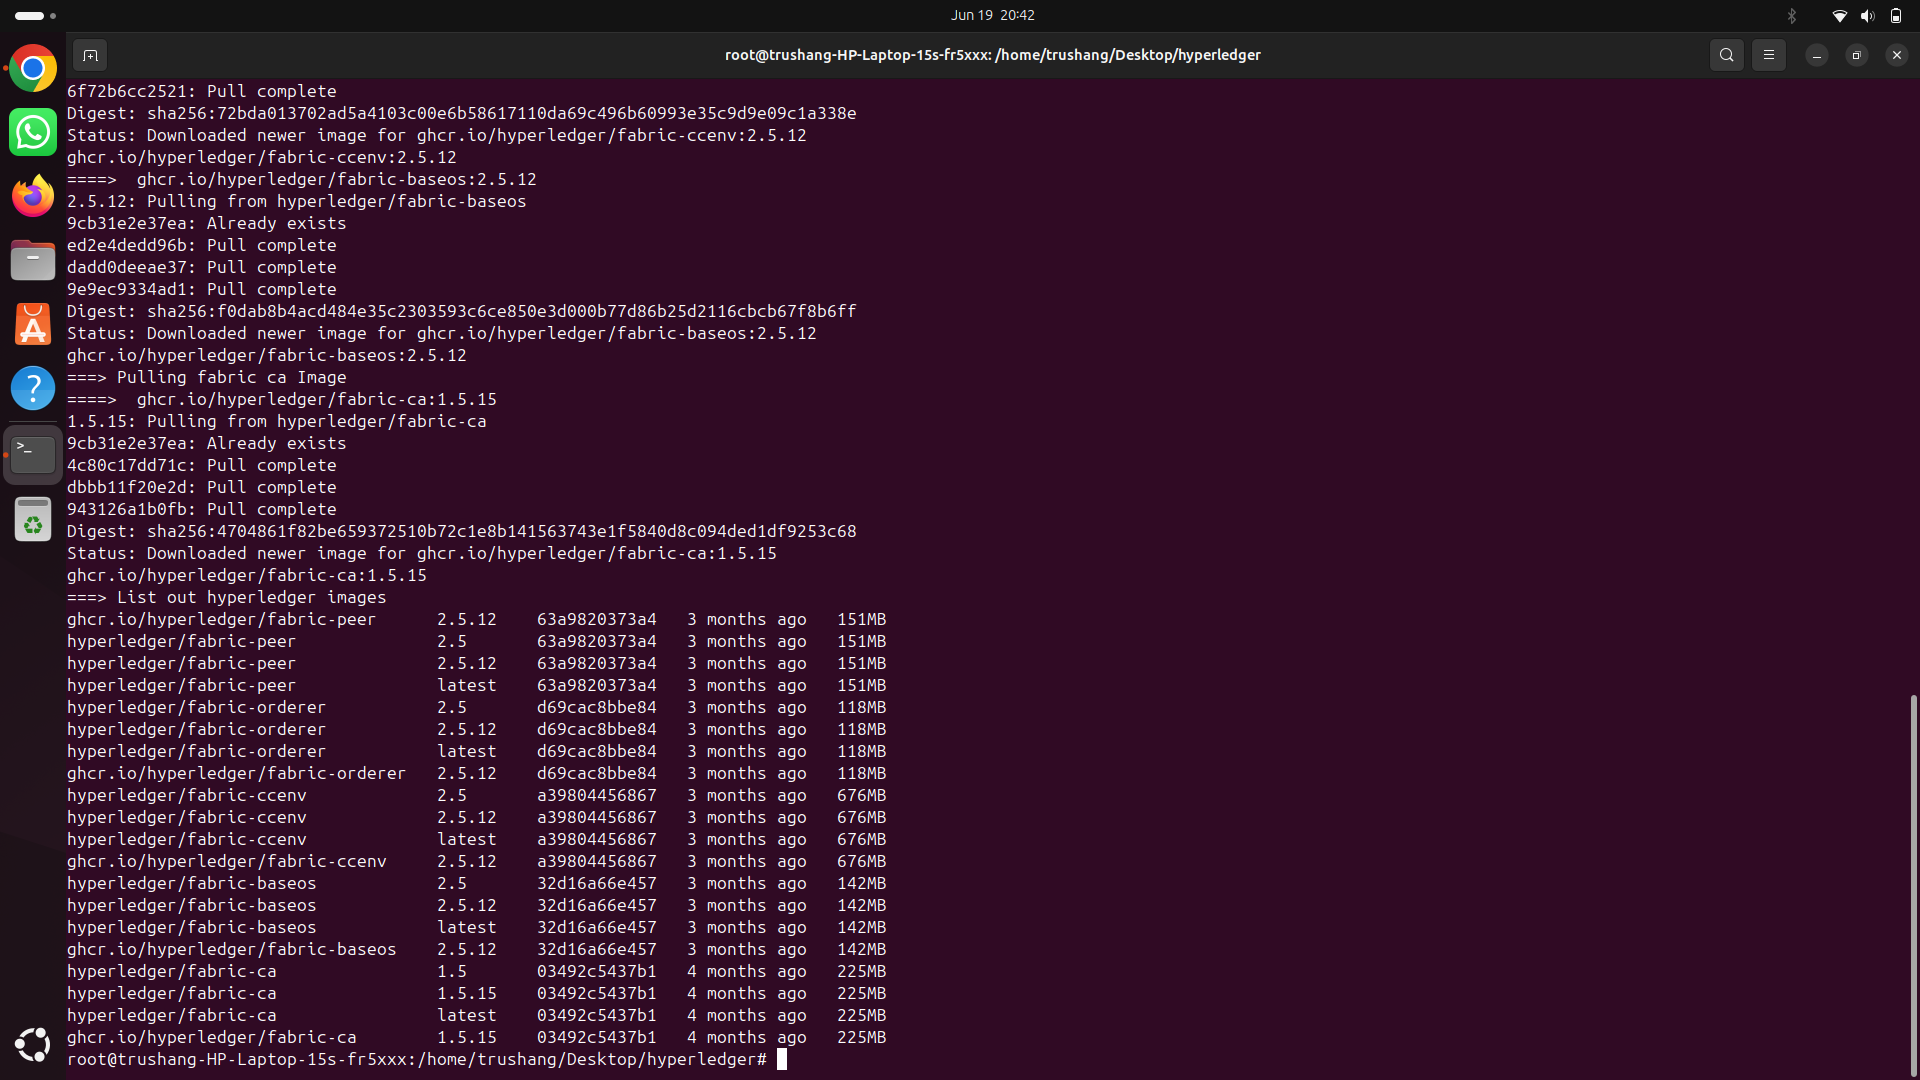 Jun 19 20:42
root@trushang-HP-Laptop-15s-fr5xxx: /home/trushang/Desktop/hyperledger
6f72b6cc2521: Pull complete
Digest: sha256:72bda013702ad5a4103c00e6b58617110da69c496b60993e35c9d9e09c1a338e
Status: Downloaded newer image for ghcr.io/hyperledger/fabric-ccenv:2.5.12
ghcr.io/hyperledger/fabric-ccenv:2.5.12
====>  ghcr.io/hyperledger/fabric-baseos:2.5.12
2.5.12: Pulling from hyperledger/fabric-baseos
9cb31e2e37ea: Already exists
ed2e4dedd96b: Pull complete
dadd0deeae37: Pull complete
9e9ec9334ad1: Pull complete
Digest: sha256:f0dab8b4acd484e35c2303593c6ce850e3d000b77d86b25d2116cbcb67f8b6ff
Status: Downloaded newer image for ghcr.io/hyperledger/fabric-baseos:2.5.12
ghcr.io/hyperledger/fabric-baseos:2.5.12
===> Pulling fabric ca Image
====>  ghcr.io/hyperledger/fabric-ca:1.5.15
1.5.15: Pulling from hyperledger/fabric-ca
9cb31e2e37ea: Already exists
4c80c17dd71c: Pull complete
dbbb11f20e2d: Pull complete
943126a1b0fb: Pull complete
Digest: sha256:4704861f82be659372510b72c1e8b141563743e1f5840d8c094ded1df9253c68
Status: Downloaded newer image for ghcr.io/hyperledger/fabric-ca:1.5.15
ghcr.io/hyperledger/fabric-ca:1.5.15
===> List out hyperledger images
ghcr.io/hyperledger/fabric-peer      2.5.12    63a9820373a4   3 months ago   151MB
hyperledger/fabric-peer              2.5       63a9820373a4   3 months ago   151MB
hyperledger/fabric-peer              2.5.12    63a9820373a4   3 months ago   151MB
hyperledger/fabric-peer              latest    63a9820373a4   3 months ago   151MB
hyperledger/fabric-orderer           2.5       d69cac8bbe84   3 months ago   118MB
hyperledger/fabric-orderer           2.5.12    d69cac8bbe84   3 months ago   118MB
hyperledger/fabric-orderer           latest    d69cac8bbe84   3 months ago   118MB
ghcr.io/hyperledger/fabric-orderer   2.5.12    d69cac8bbe84   3 months ago   118MB
hyperledger/fabric-ccenv             2.5       a39804456867   3 months ago   676MB
hyperledger/fabric-ccenv             2.5.12    a39804456867   3 months ago   676MB
hyperledger/fabric-ccenv             latest    a39804456867   3 months ago   676MB
ghcr.io/hyperledger/fabric-ccenv     2.5.12    a39804456867   3 months ago   676MB
hyperledger/fabric-baseos            2.5       32d16a66e457   3 months ago   142MB
hyperledger/fabric-baseos            2.5.12    32d16a66e457   3 months ago   142MB
hyperledger/fabric-baseos            latest    32d16a66e457   3 months ago   142MB
ghcr.io/hyperledger/fabric-baseos    2.5.12    32d16a66e457   3 months ago   142MB
hyperledger/fabric-ca                1.5       03492c5437b1   4 months ago   225MB
hyperledger/fabric-ca                1.5.15    03492c5437b1   4 months ago   225MB
hyperledger/fabric-ca                latest    03492c5437b1   4 months ago   225MB
ghcr.io/hyperledger/fabric-ca        1.5.15    03492c5437b1   4 months ago   225MB
root@trushang-HP-Laptop-15s-fr5xxx:/home/trushang/Desktop/hyperledger#